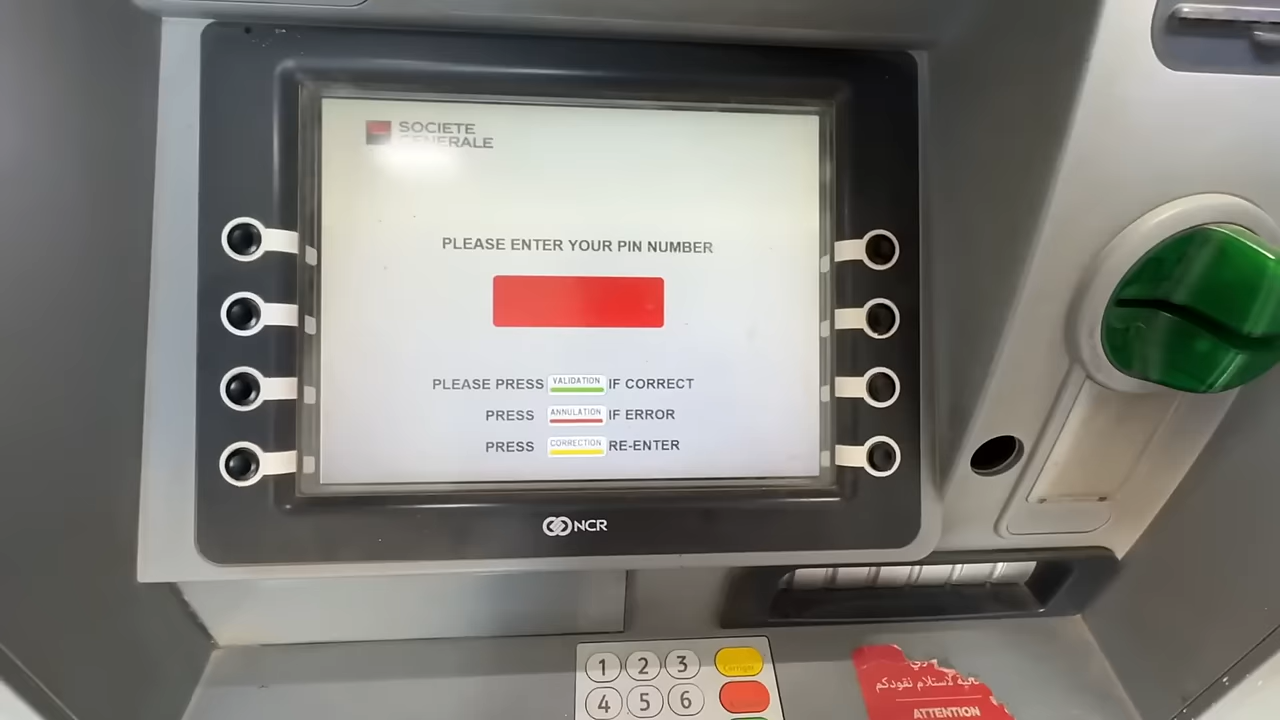 SOCIETE
GENERALE
PLEASE ENTER YOUR PIN NUMBER
PLEASE PRESS VALIDATION IF CORRECT
PRESS ANNULATION IF ERROR
PRESS CORRECTION RE-ENTER
NCR
1 2 3 Corriger
4 5 6
لاستلام نقودكم
ATTENTION